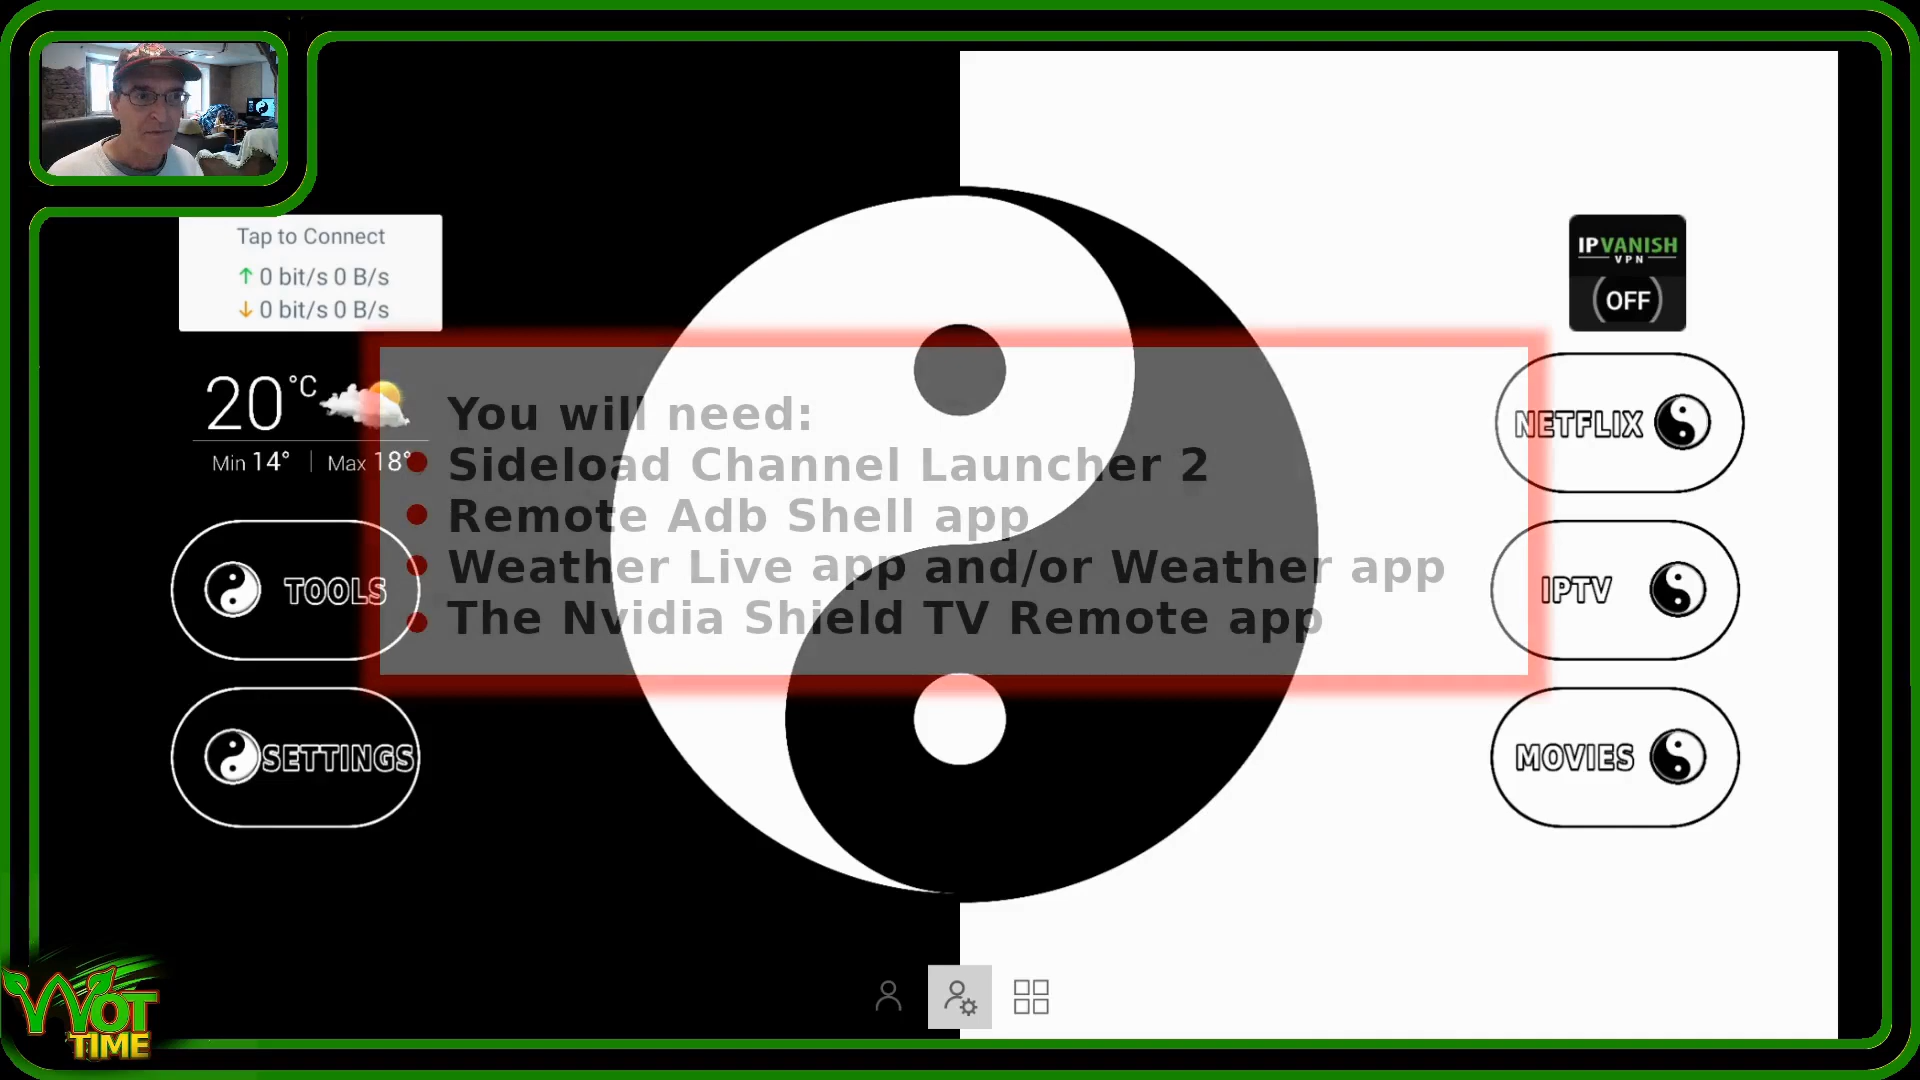 Tap to Connect
↑ 0 bit/s 0 B/s
↓ 0 bit/s 0 B/s
IPVANISH
VPN
(OFF)
20°C
Min 14° | Max 18°
You will need:
• Sideload Channel Launcher 2
• Remote Adb Shell app
• Weather Live app and/or Weather app
• The Nvidia Shield TV Remote app
NETFLIX
TOOLS
IPTV
SETTINGS
MOVIES
WOT
TIME